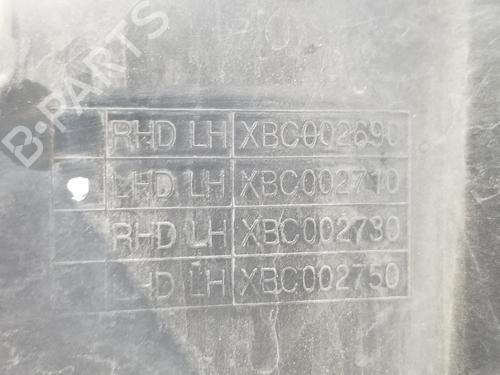 B-PARTS
RHD LH XBC002690
LHD LH XBC002710
RHD LH XBC002730
LHD LH XBC002750